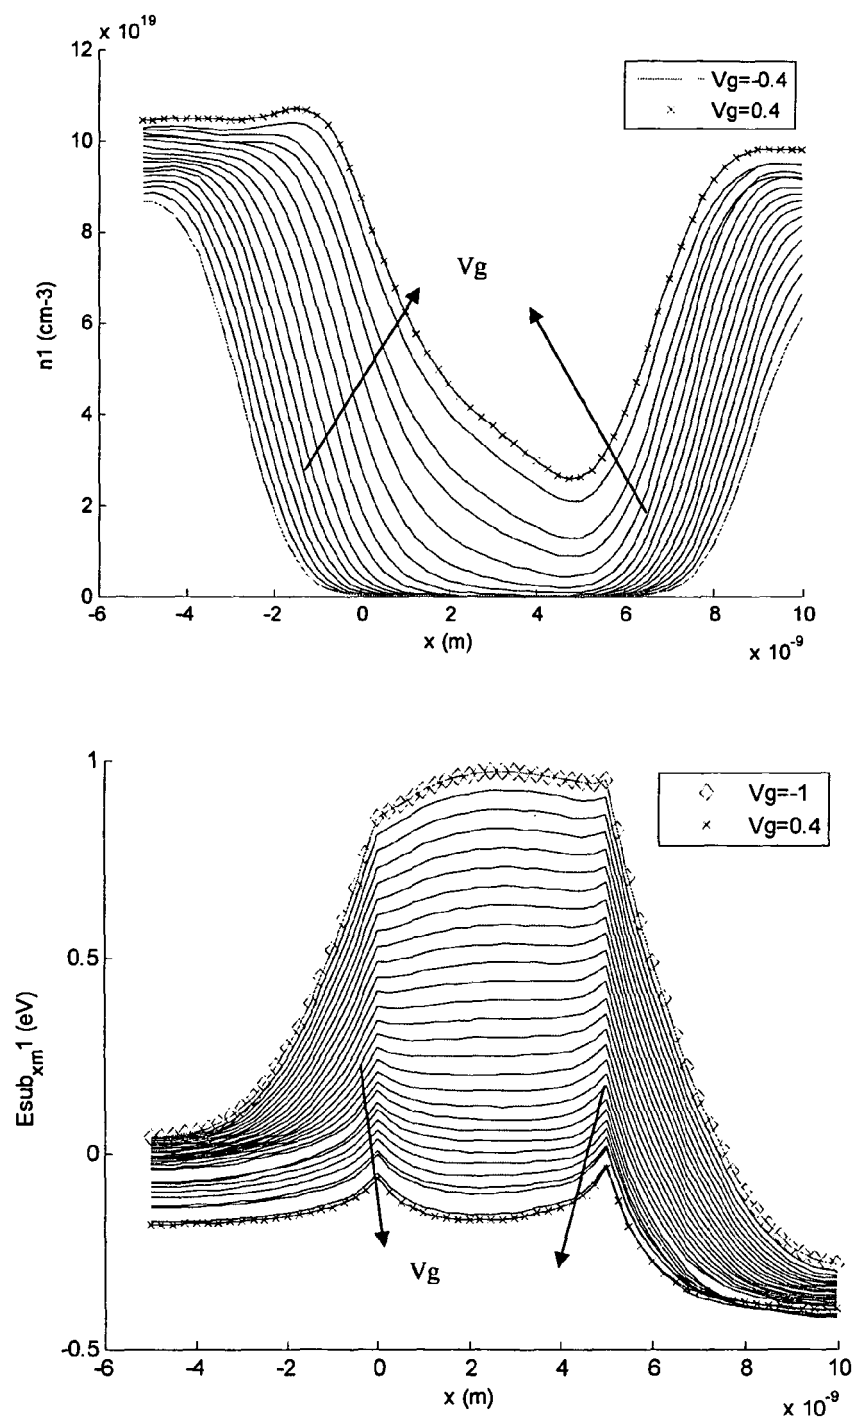 x 10^19
12
10
8
6
4
2
0
n1 (cm-3)
Vg=-0.4
Vg=0.4
Vg
-6 -4 -2 0 2 4 6 8 10
x (m)
x 10^-9
1
0.5
0
-0.5
Esub_xm1 (eV)
Vg=-1
Vg=0.4
Vg
-6 -4 -2 0 2 4 6 8 10
x (m)
x 10^-9